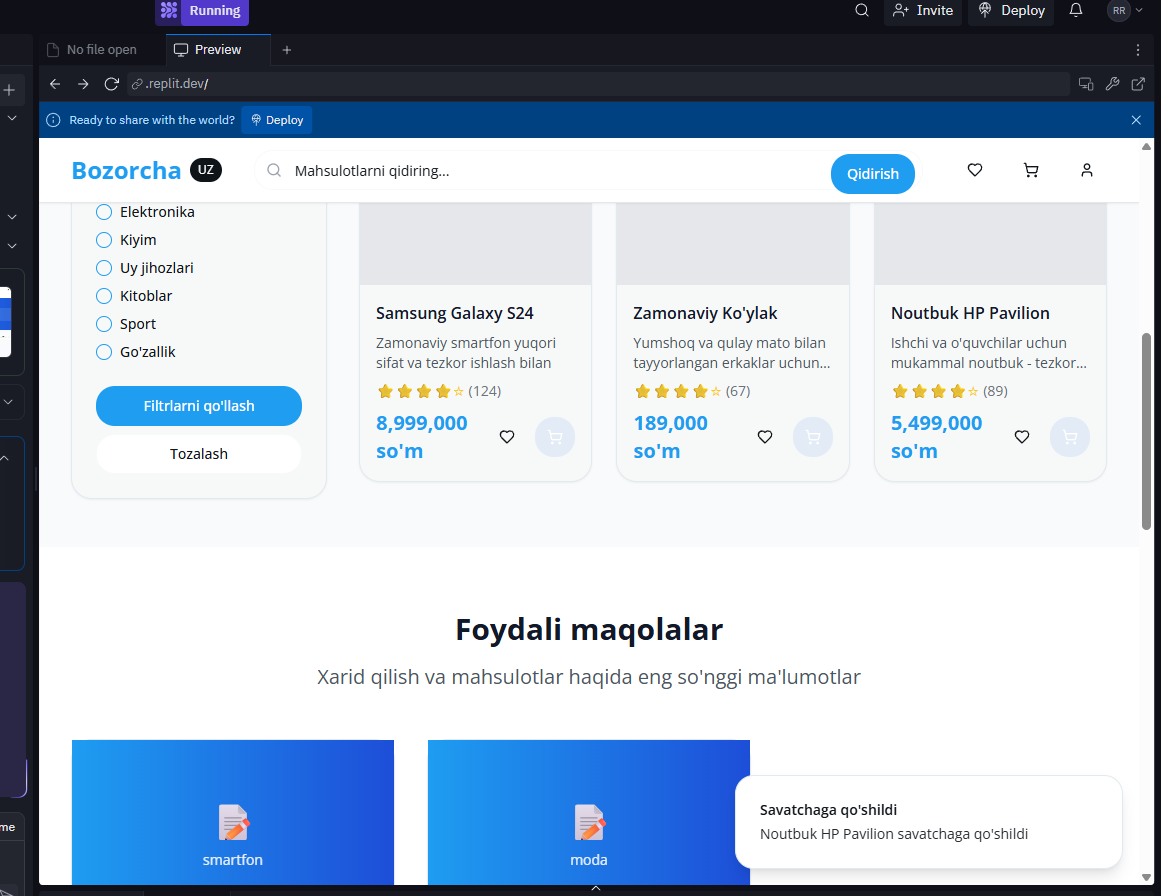 Running
Invite
Deploy
RR
No file open
Preview
.replit.dev/
Ready to share with the world?
Deploy
Bozorcha UZ
Mahsulotlarni qidiring...
Qidirish
Elektronika
Kiyim
Uy jihozlari
Kitoblar
Sport
Go'zallik
Filtrlarni qo'llash
Tozalash
Samsung Galaxy S24
Zamonaviy smartfon yuqori
sifat va tezkor ishlash bilan
(124)
8,999,000
so'm
Zamonaviy Ko'ylak
Yumshoq va qulay mato bilan
tayyorlangan erkaklar uchun...
(67)
189,000
so'm
Noutbuk HP Pavilion
Ishchi va o'quvchilar uchun
mukammal noutbuk - tezkor...
(89)
5,499,000
so'm
Foydali maqolalar
Xarid qilish va mahsulotlar haqida eng so'nggi ma'lumotlar
smartfon
moda
Savatchaga qo'shildi
Noutbuk HP Pavilion savatchaga qo'shildi
me